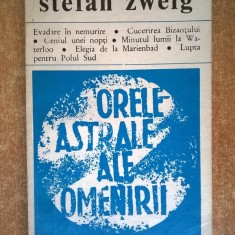 stefan zweig
Evadare în nemurire • Cucerirea Bizanțului
• Geniul unei nopți • Minutul lumii la Wa-
terloo • Elegia de la Marienbad • Lupta
pentru Polul Sud
ORELE
ASTRALE
ALE
OMENIRII